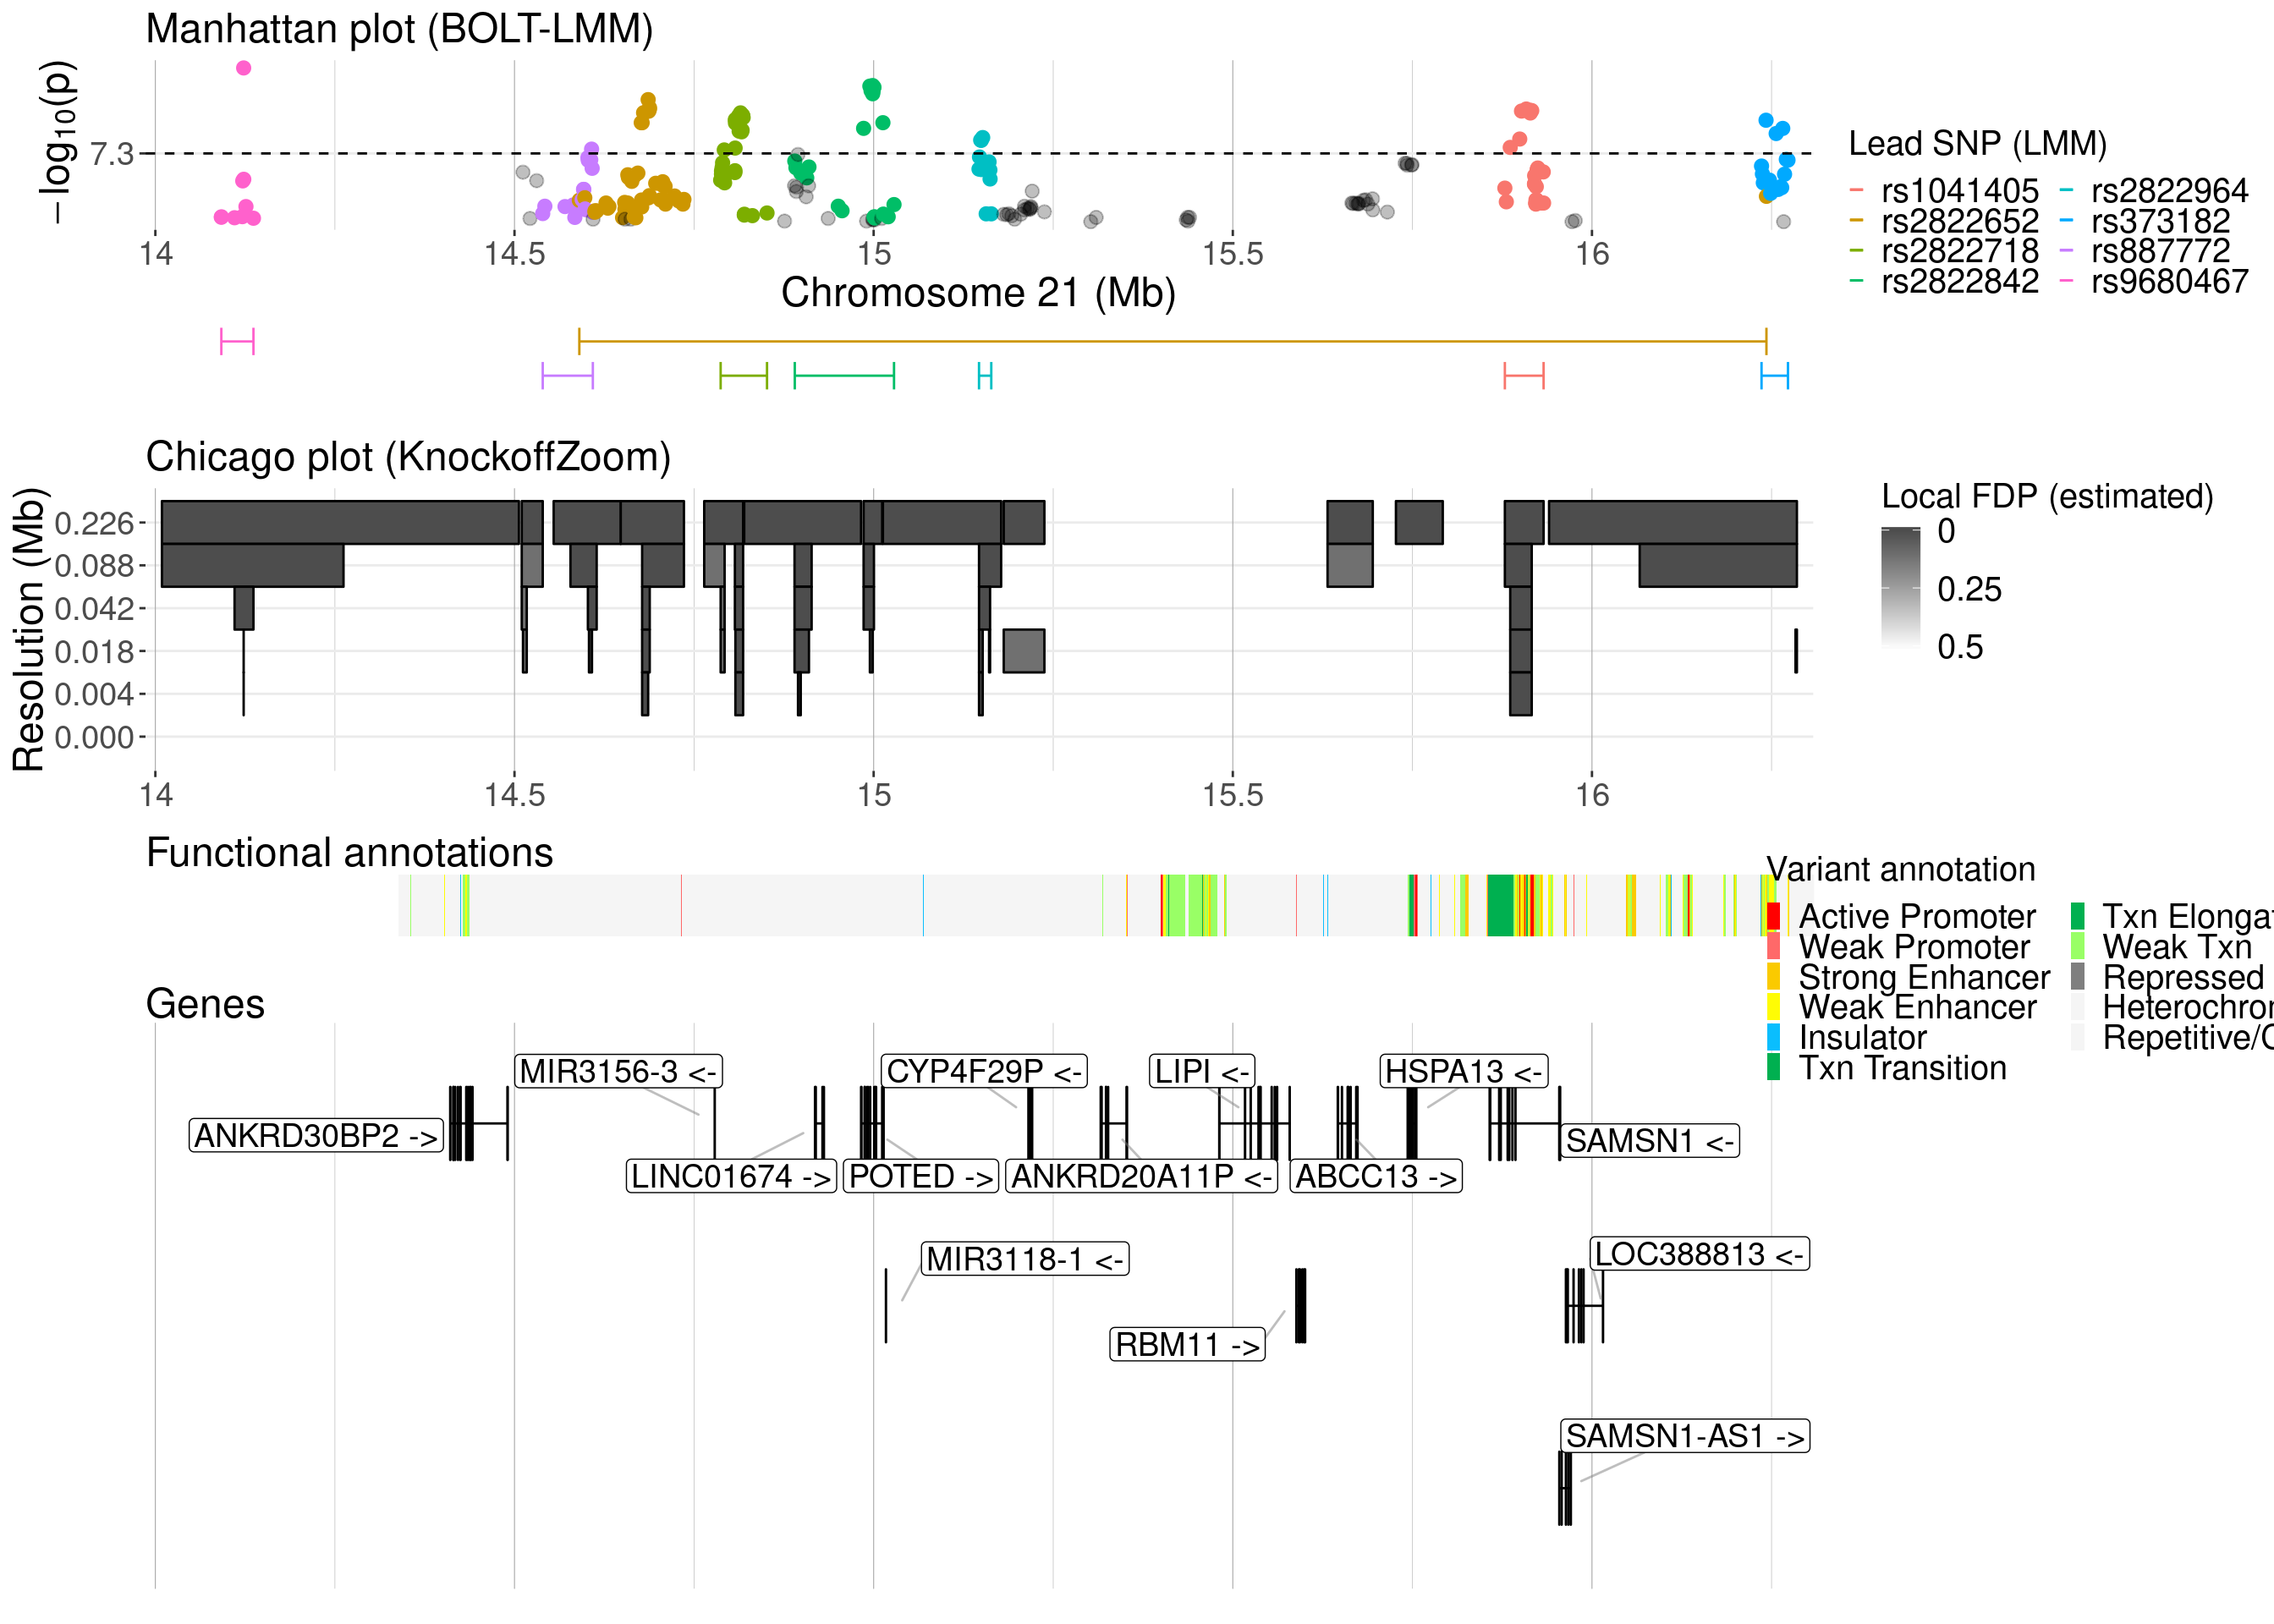 Manhattan plot (BOLT-LMM)
−log10(p)
7.3
14 14.5 15 15.5 16
Chromosome 21 (Mb)
Lead SNP (LMM)
rs1041405 rs2822964
rs2822652 rs373182
rs2822718 rs887772
rs2822842 rs9680467
Chicago plot (KnockoffZoom)
Resolution (Mb)
0.226
0.088
0.042
0.018
0.004
0.000
14 14.5 15 15.5 16
Local FDP (estimated)
0
0.25
0.5
Functional annotations
Variant annotation
Active Promoter Txn Elongat
Weak Promoter Weak Txn
Strong Enhancer Repressed
Weak Enhancer Heterochrom
Insulator Repetitive/C
Txn Transition
Genes
MIR3156-3 <- CYP4F29P <- LIPI <- HSPA13 <-
ANKRD30BP2 -> SAMSN1 <-
LINC01674 -> POTED -> ANKRD20A11P <- ABCC13 ->
MIR3118-1 <- LOC388813 <-
RBM11 ->
SAMSN1-AS1 ->